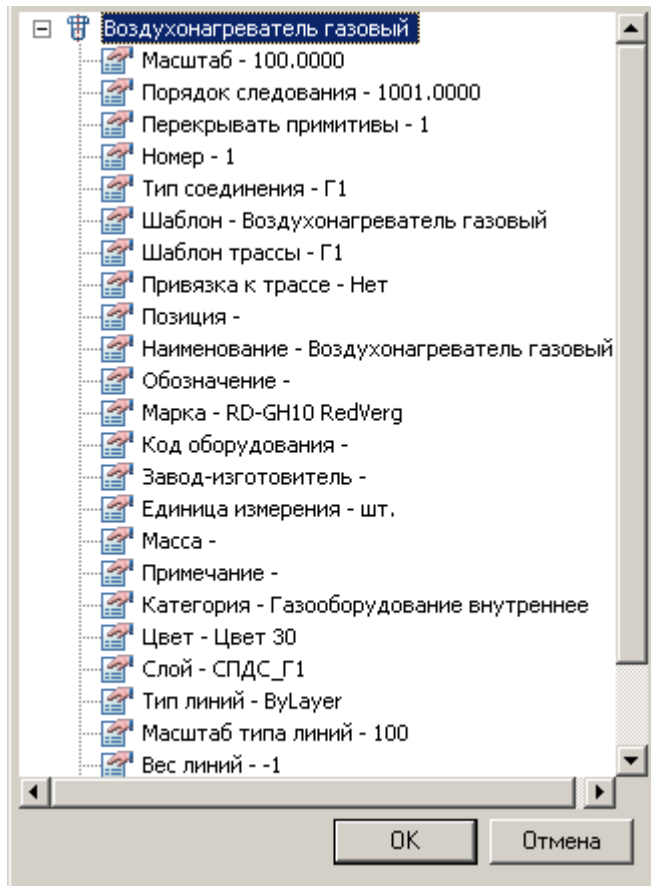 Воздухонагреватель газовый
Масштаб - 100.0000
Порядок следования - 1001.0000
Перекрывать примитивы - 1
Номер - 1
Тип соединения - Г1
Шаблон - Воздухонагреватель газовый
Шаблон трассы - Г1
Привязка к трассе - Нет
Позиция -
Наименование - Воздухонагреватель газовый
Обозначение -
Марка - RD-GH10 RedVerg
Код оборудования -
Завод-изготовитель -
Единица измерения - шт.
Масса -
Примечание -
Категория - Газооборудование внутреннее
Цвет - Цвет 30
Слой - СПДС_Г1
Тип линий - ByLayer
Масштаб типа линий - 100
Вес линий - -1
OK Отмена